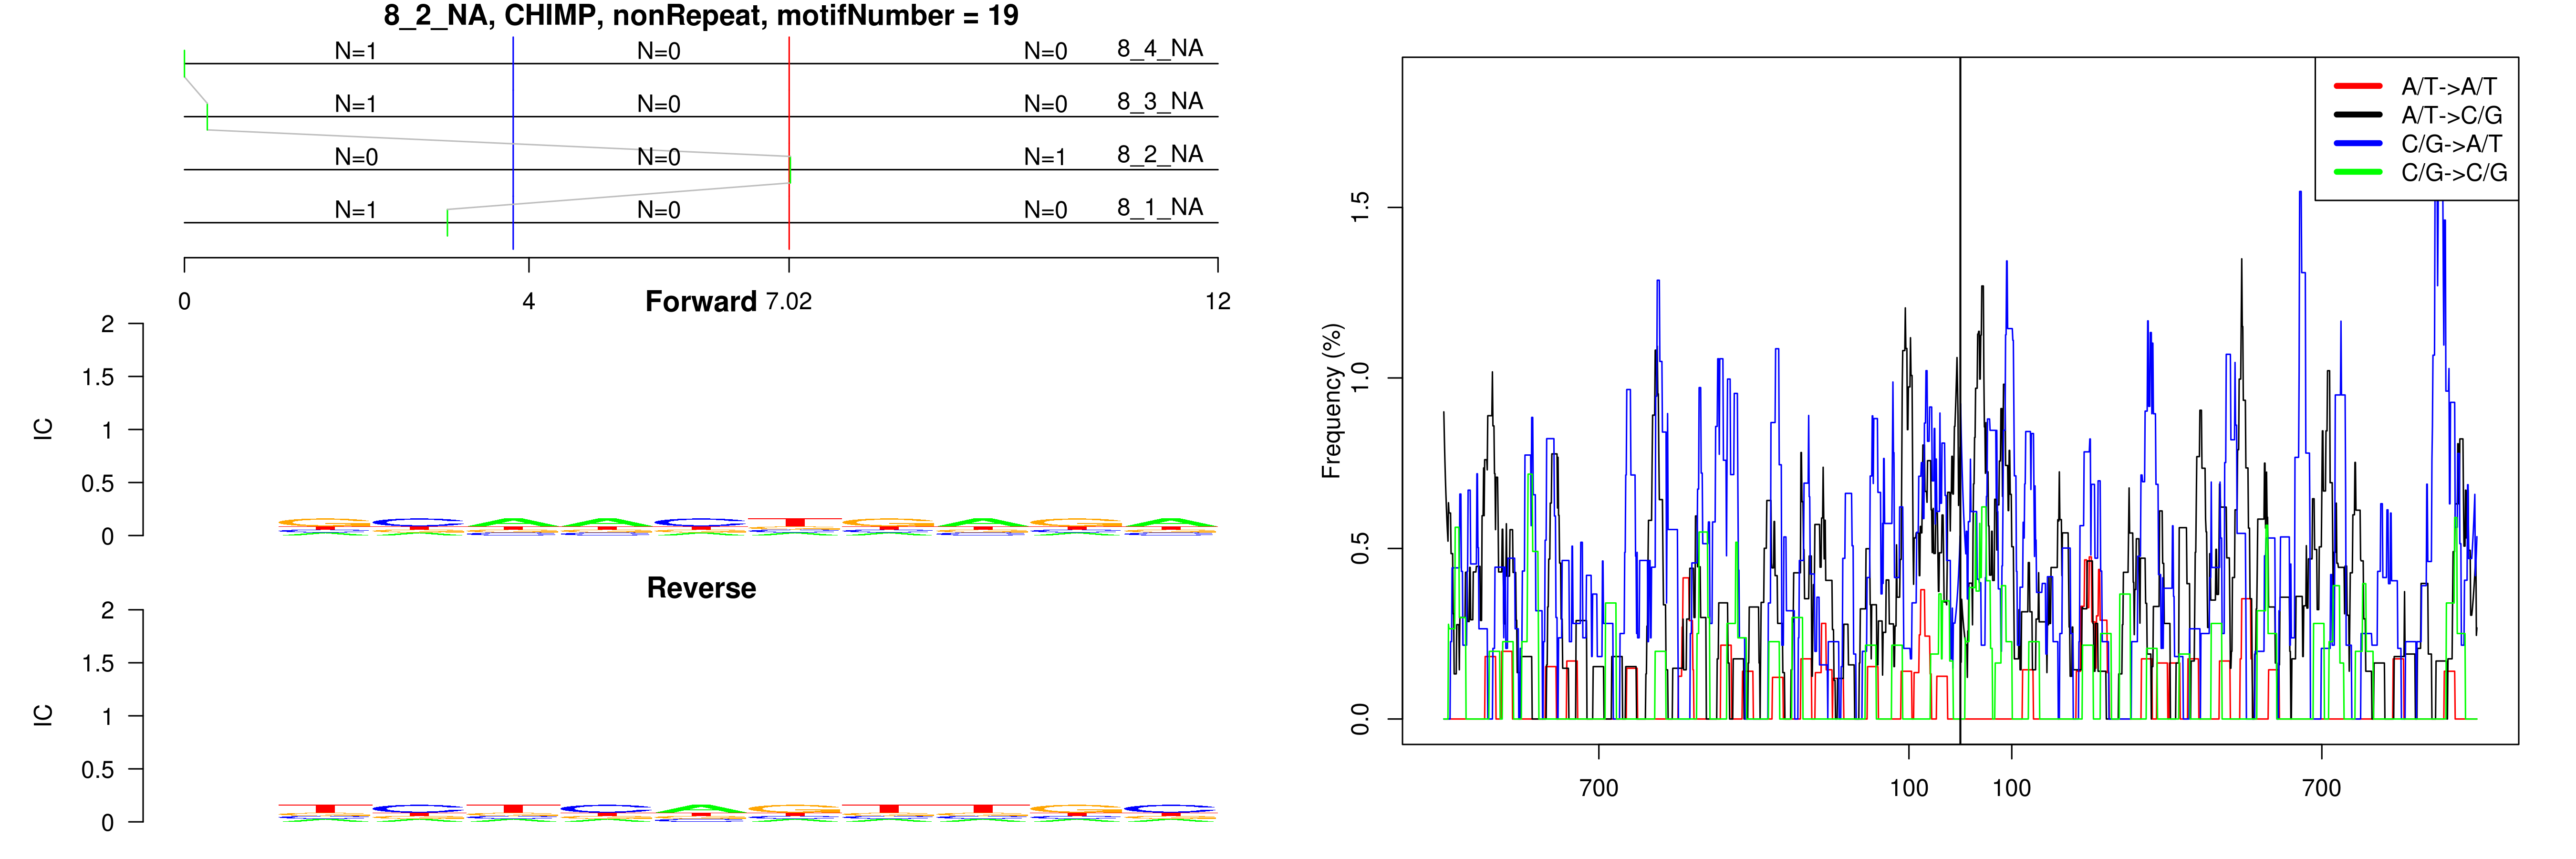 8_2_NA, CHIMP, nonRepeat, motifNumber = 19
N=1 N=0 N=0 8_4_NA
N=1 N=0 N=0 8_3_NA
N=0 N=0 N=1 8_2_NA
N=1 N=0 N=0 8_1_NA
0 4 7.02 12
Forward
2
1.5
1
0.5
0
IC
G C A A C T G A G A
Reverse
2
1.5
1
0.5
0
IC
T C T C A G T T G C
A/T->A/T
A/T->C/G
C/G->A/T
C/G->C/G
Frequency (%)
1.5
1.0
0.5
0.0
700 100 100 700